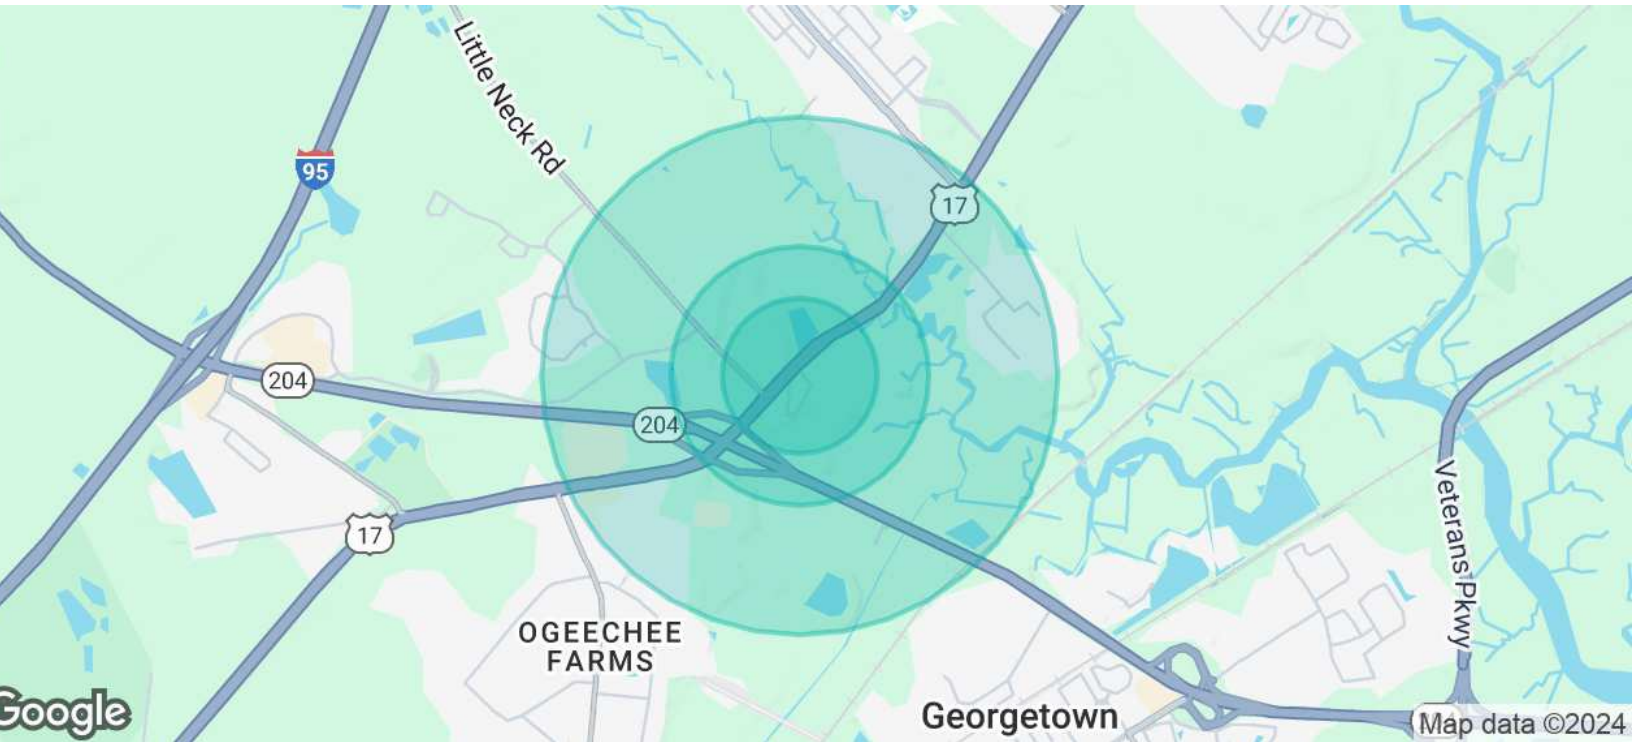 Little Neck Rd
95
17
204
204
17
OGEECHEE
FARMS
Veterans Pkwy
Georgetown
Google
Map data ©2024